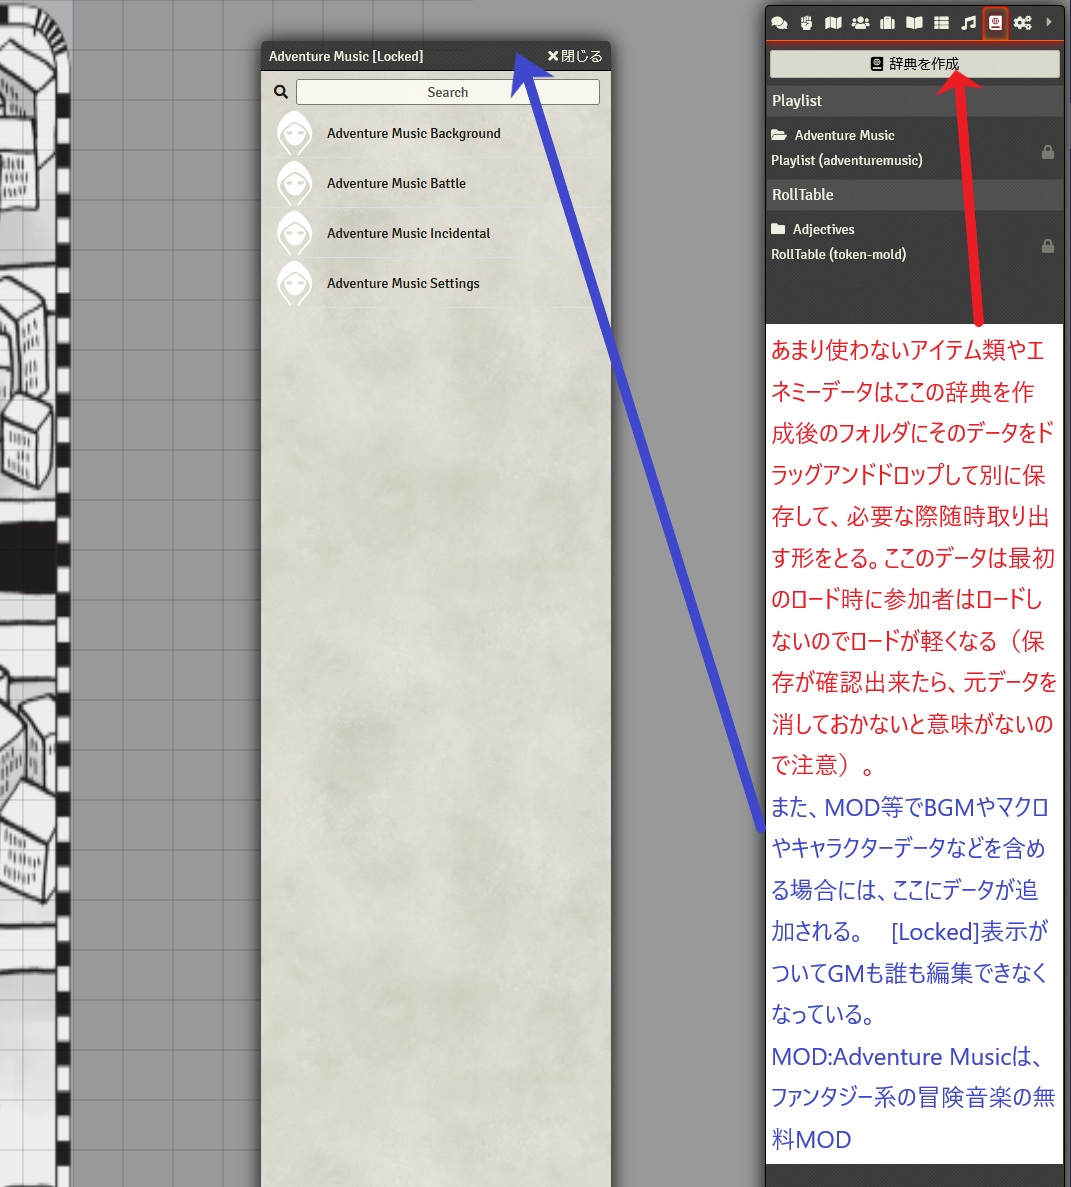 Adventure Music [Locked]
閉じる
Search
Adventure Music Background
Adventure Music Battle
Adventure Music Incidental
Adventure Music Settings
辞典を作成
Playlist
Adventure Music
Playlist (adventuremusic)
RollTable
Adjectives
RollTable (token-mold)
あまり使わないアイテム類やエ
ネミーデータはここの辞典を作
成後のフォルダにそのデータをド
ラッグアンドドロップして別に保
存して、必要な際随時取り出
す形をとる。ここのデータは最初
のロード時に参加者はロードし
ないのでロードが軽くなる（保
存が確認出来たら、元データを
消しておかないと意味がないの
で注意）。
また、MOD等でBGMやマクロ
やキャラクターデータなどを含め
る場合には、ここにデータが追
加される。　[Locked]表示が
ついてGMも誰も編集できなく
なっている。
MOD:Adventure Musicは、
ファンタジー系の冒険音楽の無
料MOD